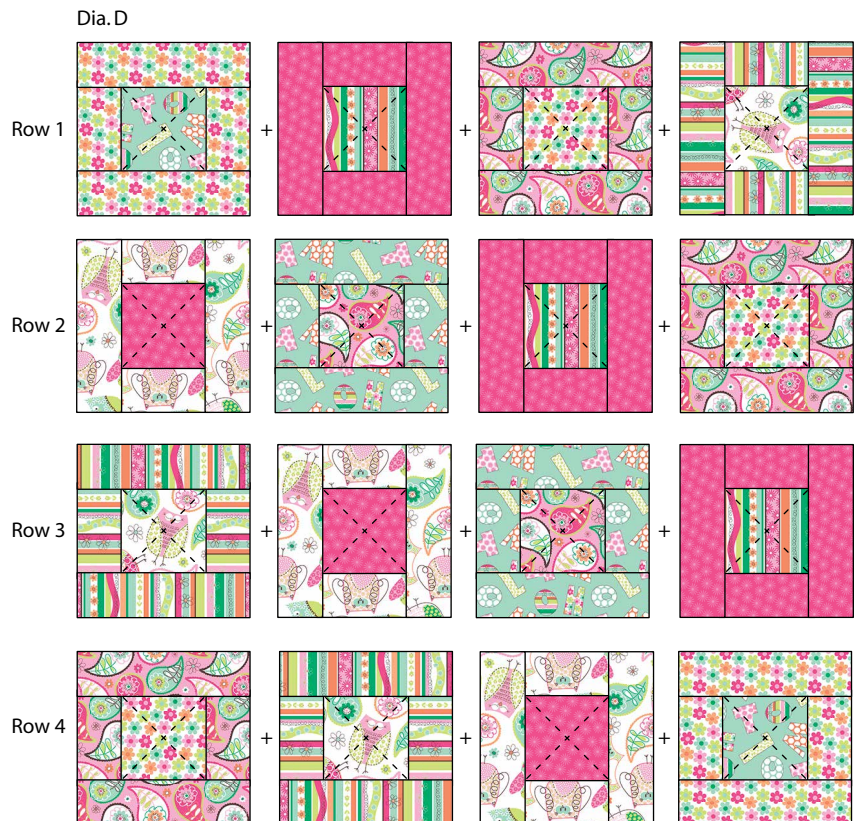 Dia. D
Row 1
+ + +
Row 2
+ + +
Row 3
+ + +
Row 4
+ + +